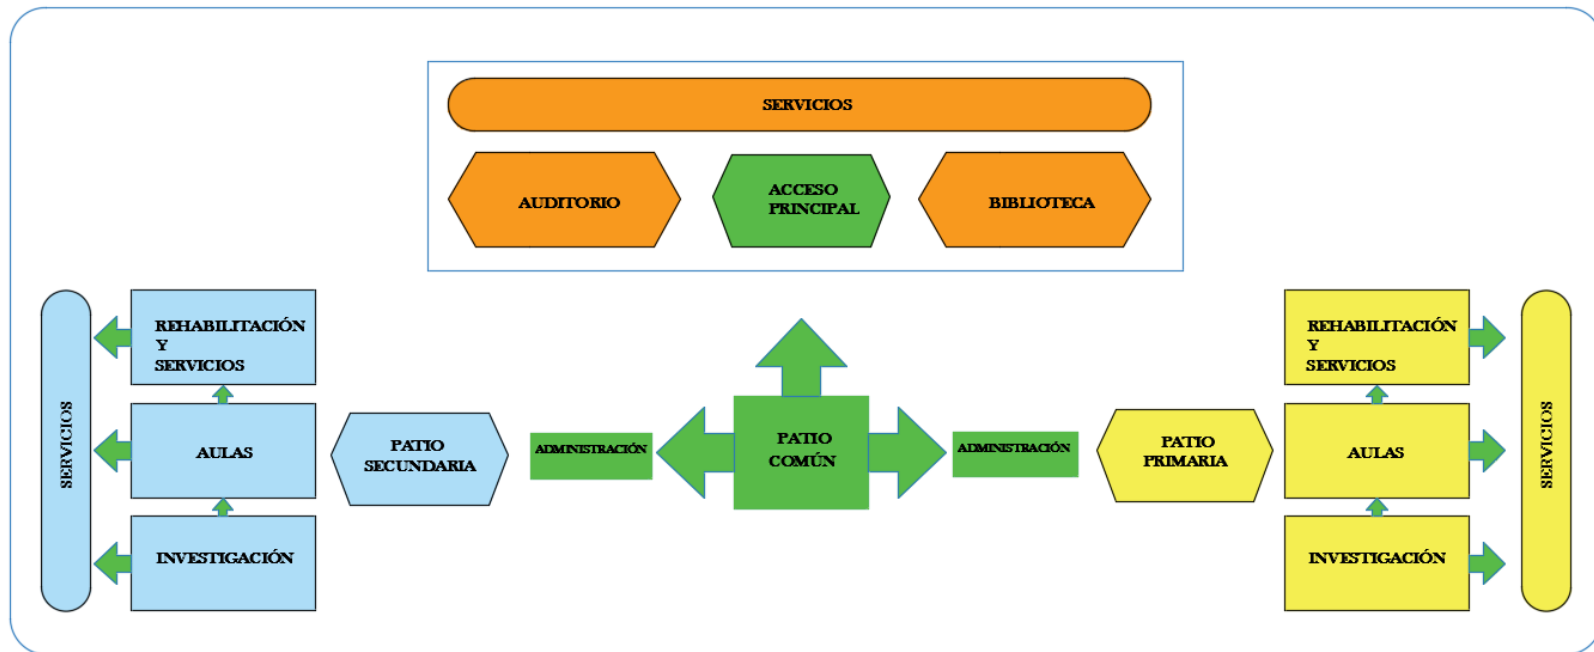 SERVICIOS
AUDITORIO
ACCESO
PRINCIPAL
BIBLIOTECA
SERVICIOS
REHABILITACIÓN
Y
SERVICIOS
AULAS
INVESTIGACIÓN
PATIO
SECUNDARIA
ADMINISTRACIÓN
PATIO
COMÚN
ADMINISTRACIÓN
PATIO
PRIMARIA
REHABILITACIÓN
Y
SERVICIOS
AULAS
INVESTIGACIÓN
SERVICIOS